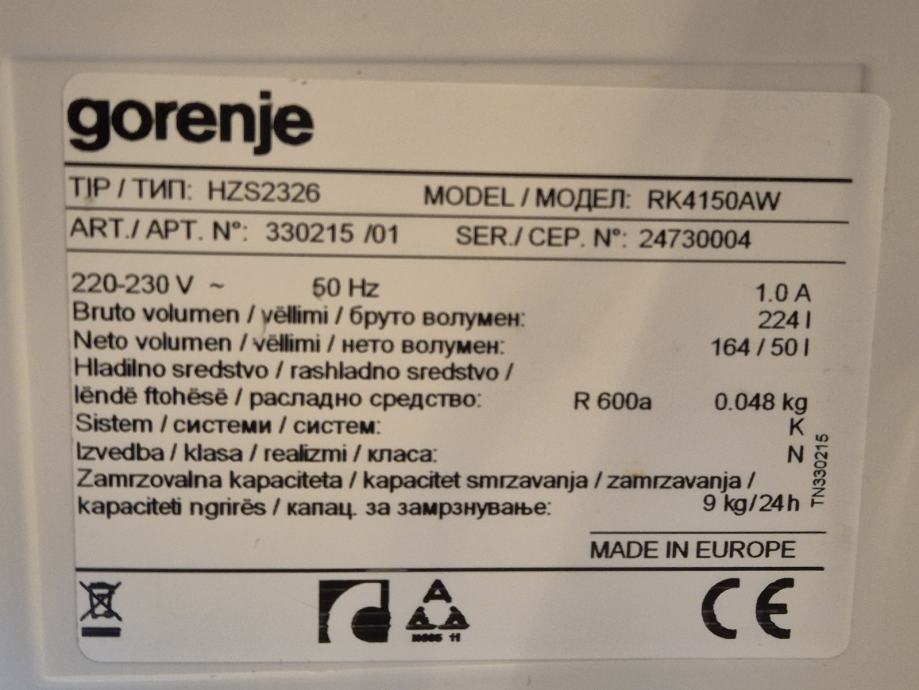 gorenje
TIP / ТИП: HZS2326 MODEL / МОДЕЛ: RK4150AW
ART./ АРТ. N°: 330215 /01 SER./ СЕР. N°: 24730004
220-230 V ~ 50 Hz 1.0 A
Bruto volumen / vëllimi / бруто волумен: 224 l
Neto volumen / vëllimi / нето волумен: 164 / 50 l
Hladilno sredstvo / rashladno sredstvo /
lëndë ftohësë / расладно средство: R 600a 0.048 kg
Sistem / системи / систем: K
Izvedba / klasa / realizmi / класа: N
Zamrzovalna kapaciteta / kapacitet smrzavanja / zamrzavanja /
kapaciteti ngrirës / капац. за замрзнување: 9 kg/24h
TN330215
MADE IN EUROPE
CE